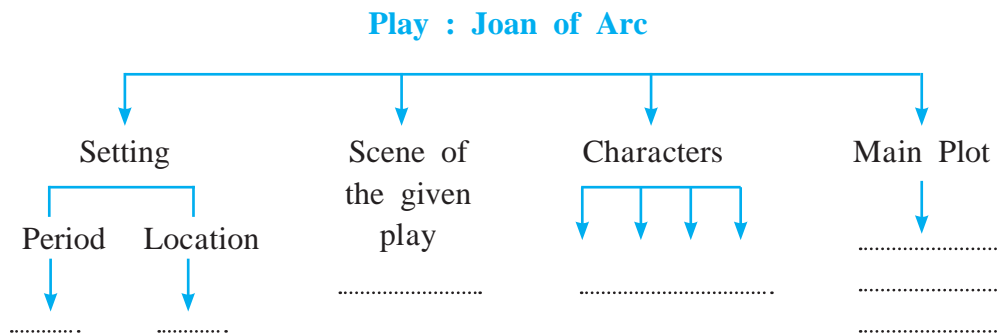 Play : Joan of Arc
Setting
Scene of
the given
play
Characters
Main Plot
Period
Location